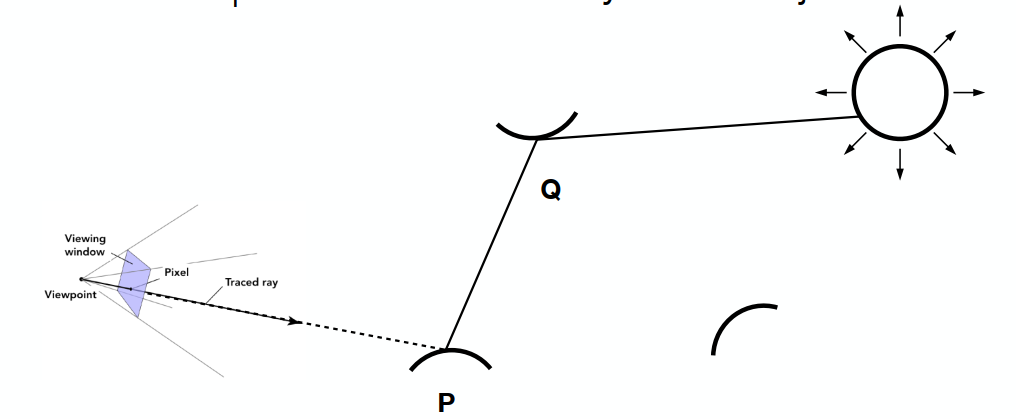 Q
Viewing
window
Pixel
Traced ray
Viewpoint
P